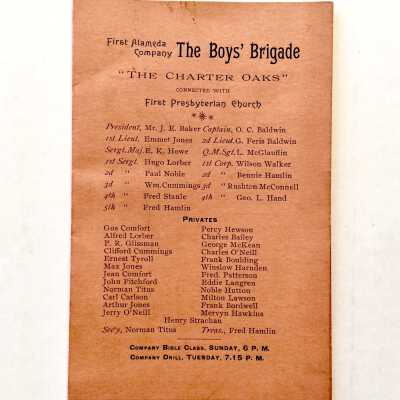 First Alameda Company The Boys' Brigade
"THE CHARTER OAKS"
CONNECTED WITH
First Presbyterian Church
President, Mr. J. E. Baker Captain, O. C. Baldwin
1st Lieut. Emmet Jones 2d Lieut. G. Feris Baldwin
Sergt. Maj. E. K. Howe Q.M.Sgt. L. McGlauflin
1st Sergt. Hugo Lorber 1st Corp. Wilson Walker
2d " Paul Noble 2d " Bennie Hamlin
3d " Wm. Cummings 3d " Rushton McConnell
4th " Fred Stanle 4th " Geo. L. Hand
5th " Fred Hamlin
PRIVATES
Gus Comfort Percy Hewson
Alfred Lorber Charles Bailey
P. R. Glissman George McKean
Clifford Cummings Charles O'Neill
Ernest Tyroll Frank Boulding
Max Jones Winslow Harnden
Jean Comfort Fred. Patterson
John Pitchford Eddie Langren
Norman Titus Noble Hutton
Carl Carlson Milton Lawson
Arthur Jones Frank Bordwell
Jerry O'Neill Mervyn Hawkins
Henry Strachan
Sec'y, Norman Titus Treas., Fred Hamlin
COMPANY BIBLE CLASS, SUNDAY, 6 P. M.
COMPANY DRILL, TUESDAY, 7.15 P. M.